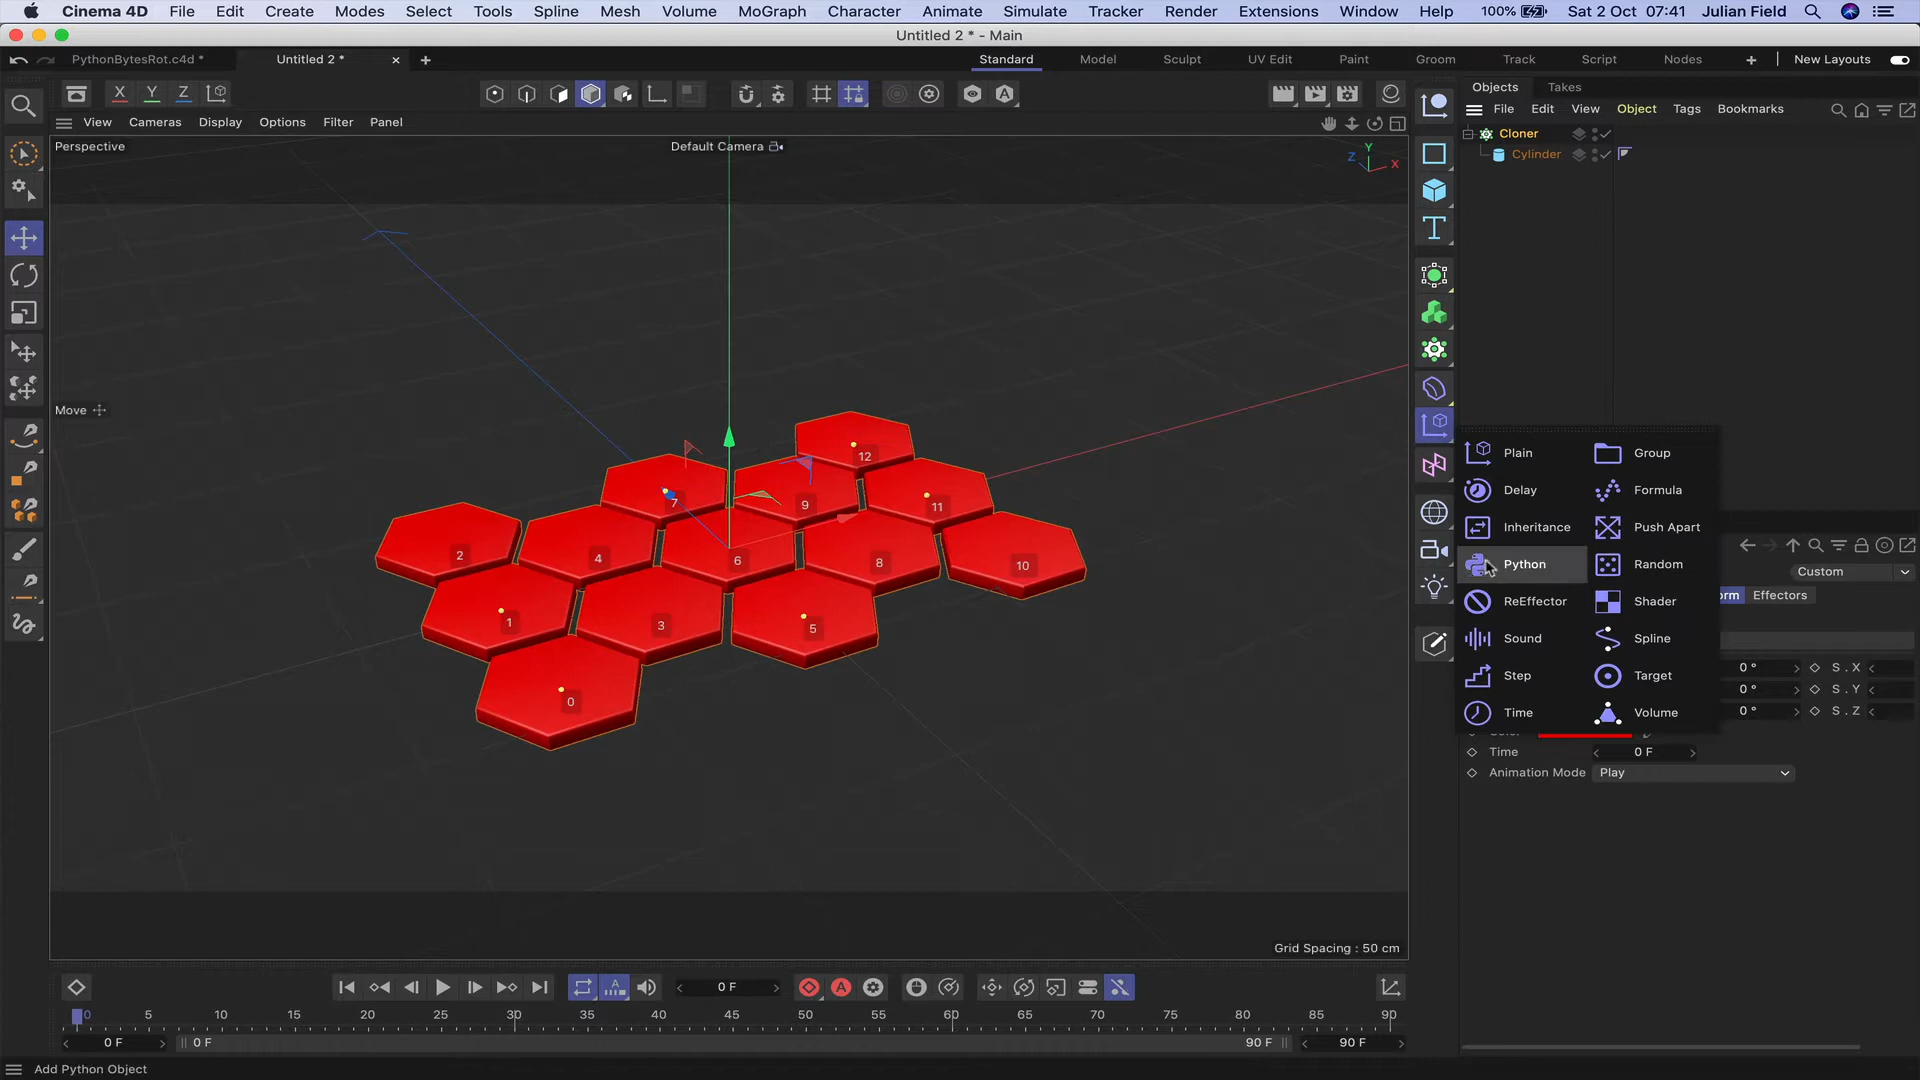 Cinema 4D File Edit Create Modes Select Tools Spline Mesh Volume MoGraph Character Animate Simulate Tracker Render Extensions Window Help 100% Sat 2 Oct 07:41 Julian Field
Untitled 2 * - Main
PythonBytesRot.c4d * Untitled 2 * × + Standard Model Sculpt UV Edit Paint Groom Track Script Nodes + New Layouts
Objects Takes
X Y Z
File Edit View Object Tags Bookmarks
View Cameras Display Options Filter Panel
Cloner
Perspective Default Camera
Y
Z X
Cylinder
Move
12
7 9 11
2 4 6 8 10
1 3 5
0
Plain Group
Delay Formula
Inheritance Push Apart
Python Random
ReEffector Shader
Sound Spline
Step Target
Time Volume
Custom
orm Effectors
0 ° S . X
0 ° S . Y
0 ° S . Z
Time 0 F
Animation Mode Play
Grid Spacing : 50 cm
0 F
0 5 10 15 20 25 30 35 40 45 50 55 60 65 70 75 80 85 90
0 F 0 F 90 F 90 F
Add Python Object